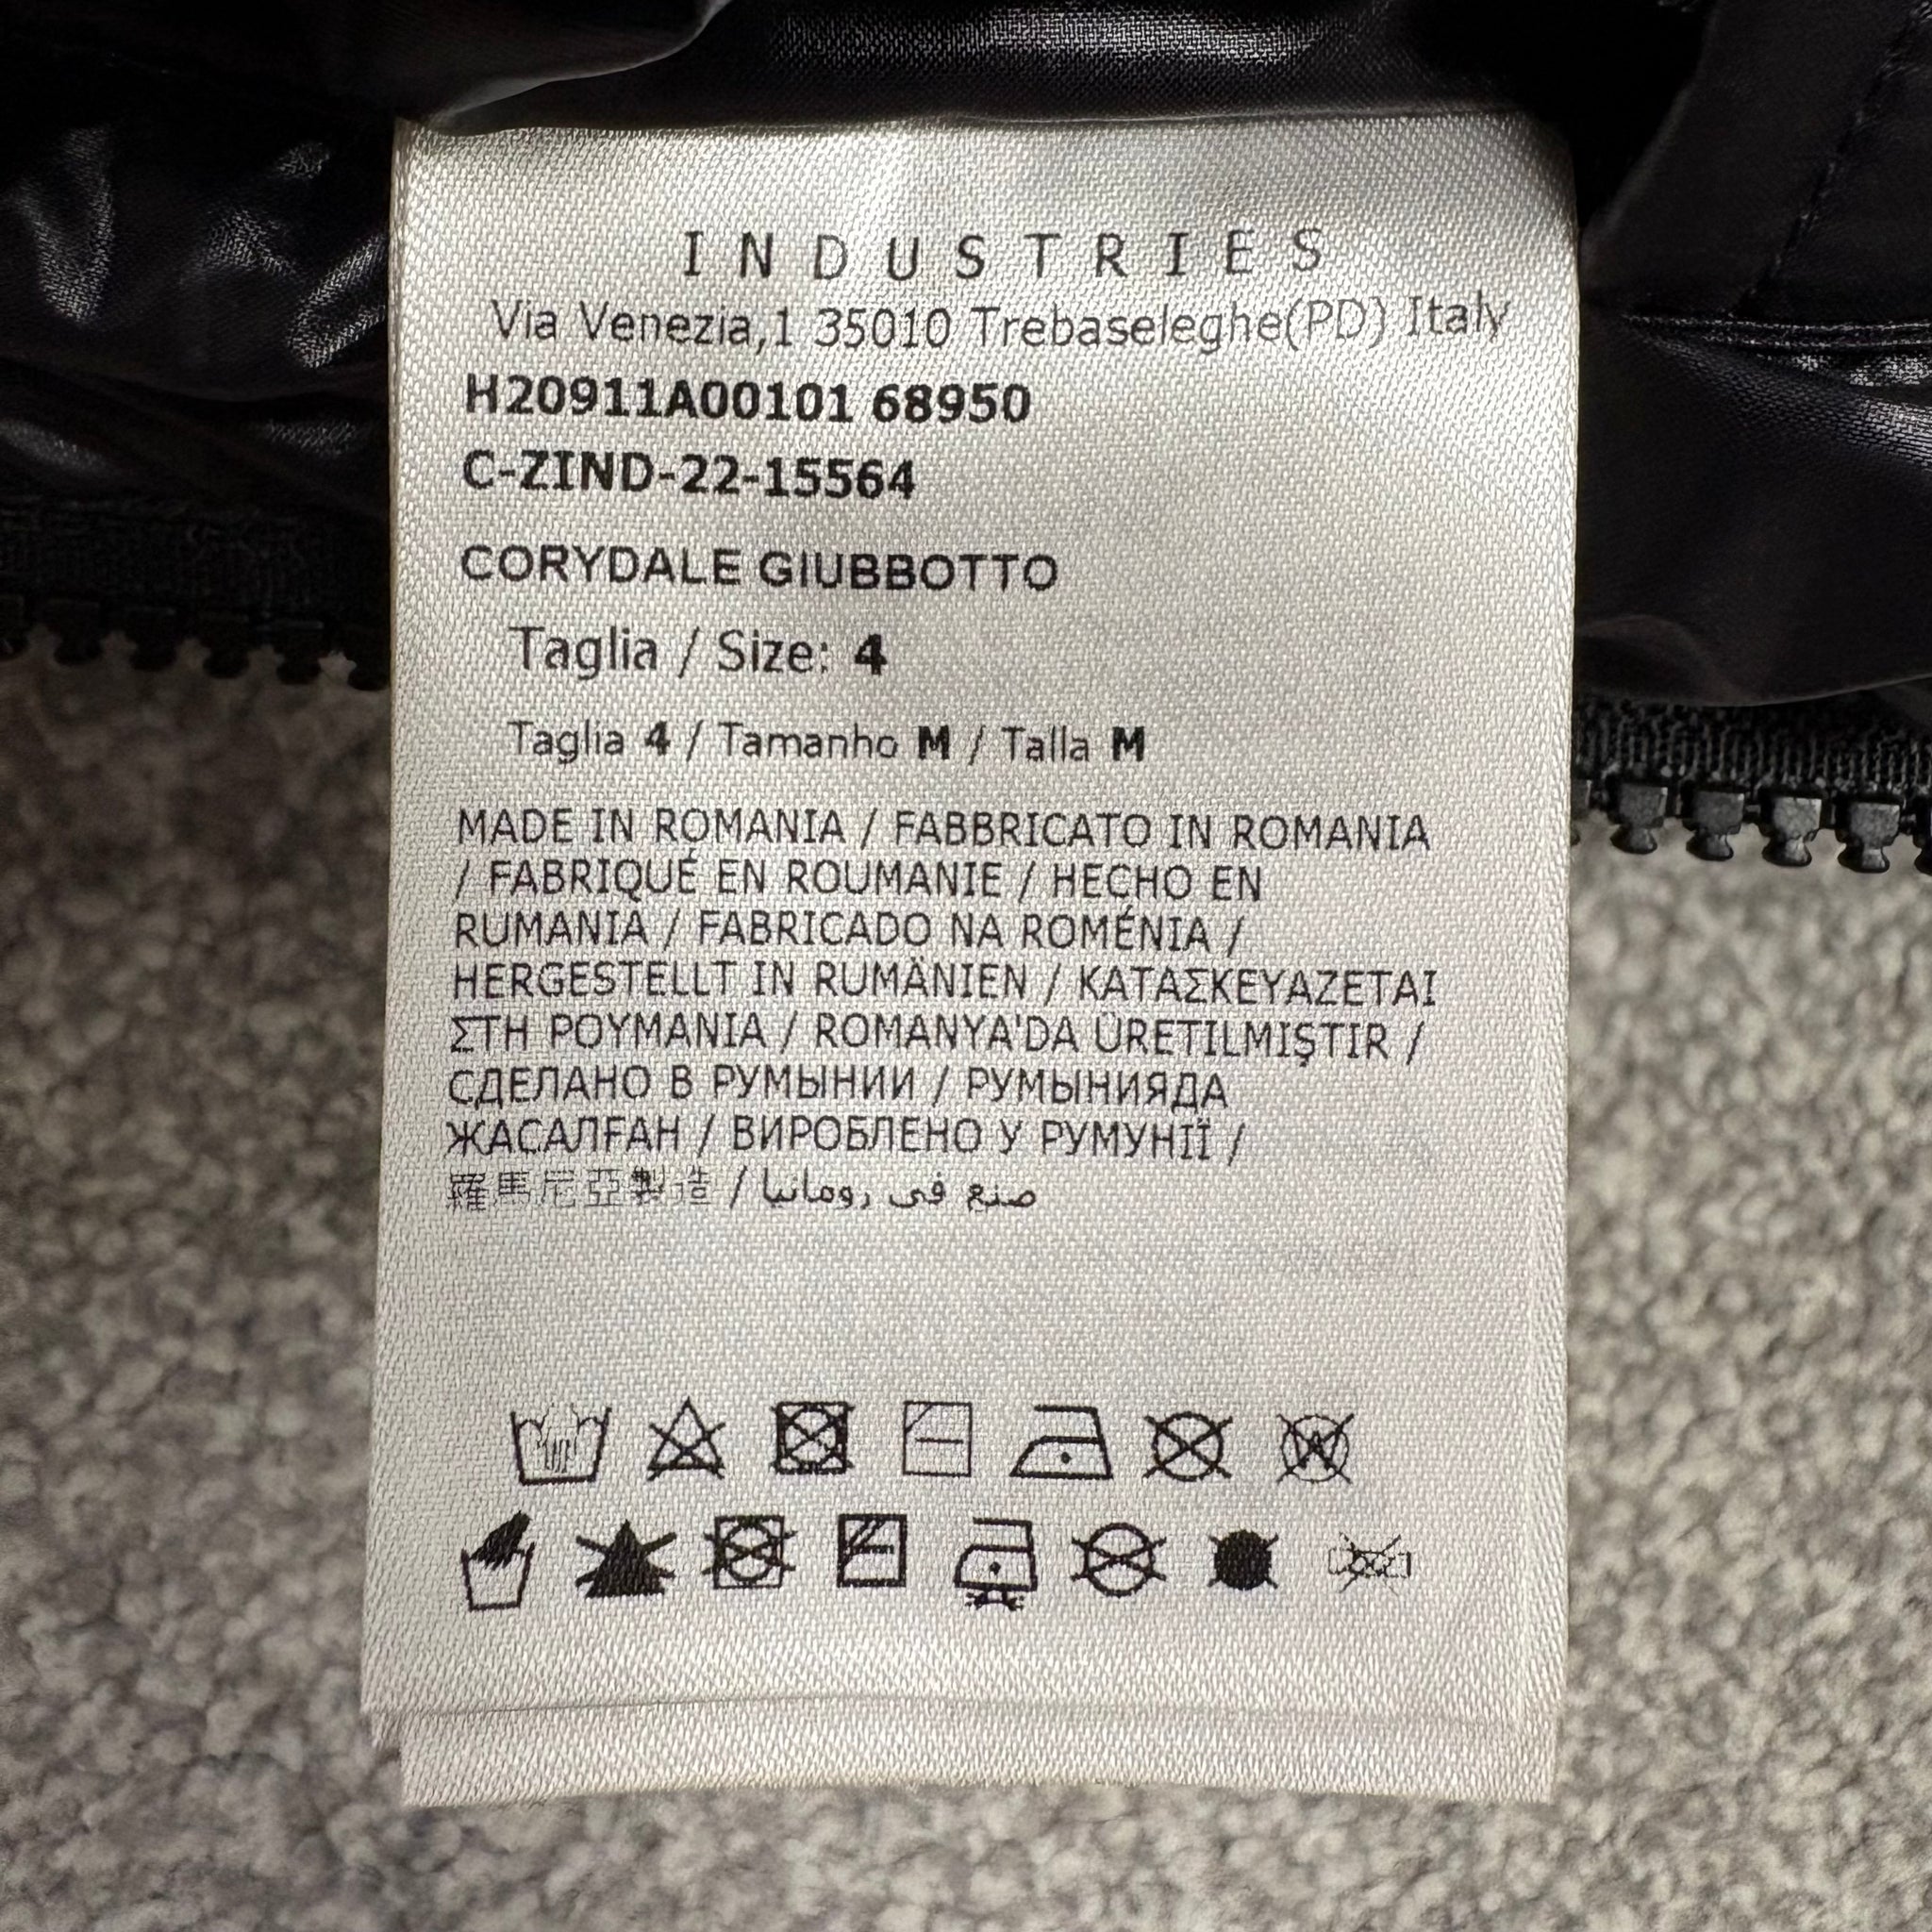 INDUSTRIES
Via Venezia,1 35010 Trebaseleghe(PD) Italy
H20911A00101 68950
C-ZIND-22-15564
CORYDALE GIUBBOTTO
Taglia / Size: 4
Taglia 4 / Tamanho M / Talla M
MADE IN ROMANIA / FABBRICATO IN ROMANIA
/ FABRIQUÉ EN ROUMANIE / HECHO EN
RUMANIA / FABRICADO NA ROMÉNIA /
HERGESTELLT IN RUMÄNIEN / ΚΑΤΑΣΚΕΥΑΖΕΤΑΙ
ΣΤΗ ΡΟΥΜΑΝΙΑ / ROMANYA'DA ÜRETILMIŞTIR /
СДЕЛАНО В РУМЫНИИ / РУМЫНИЯДА
ЖАСАЛҒАН / ВИРОБЛЕНО У РУМУНІЇ /
羅馬尼亞製造 / صنع في رومانيا
W